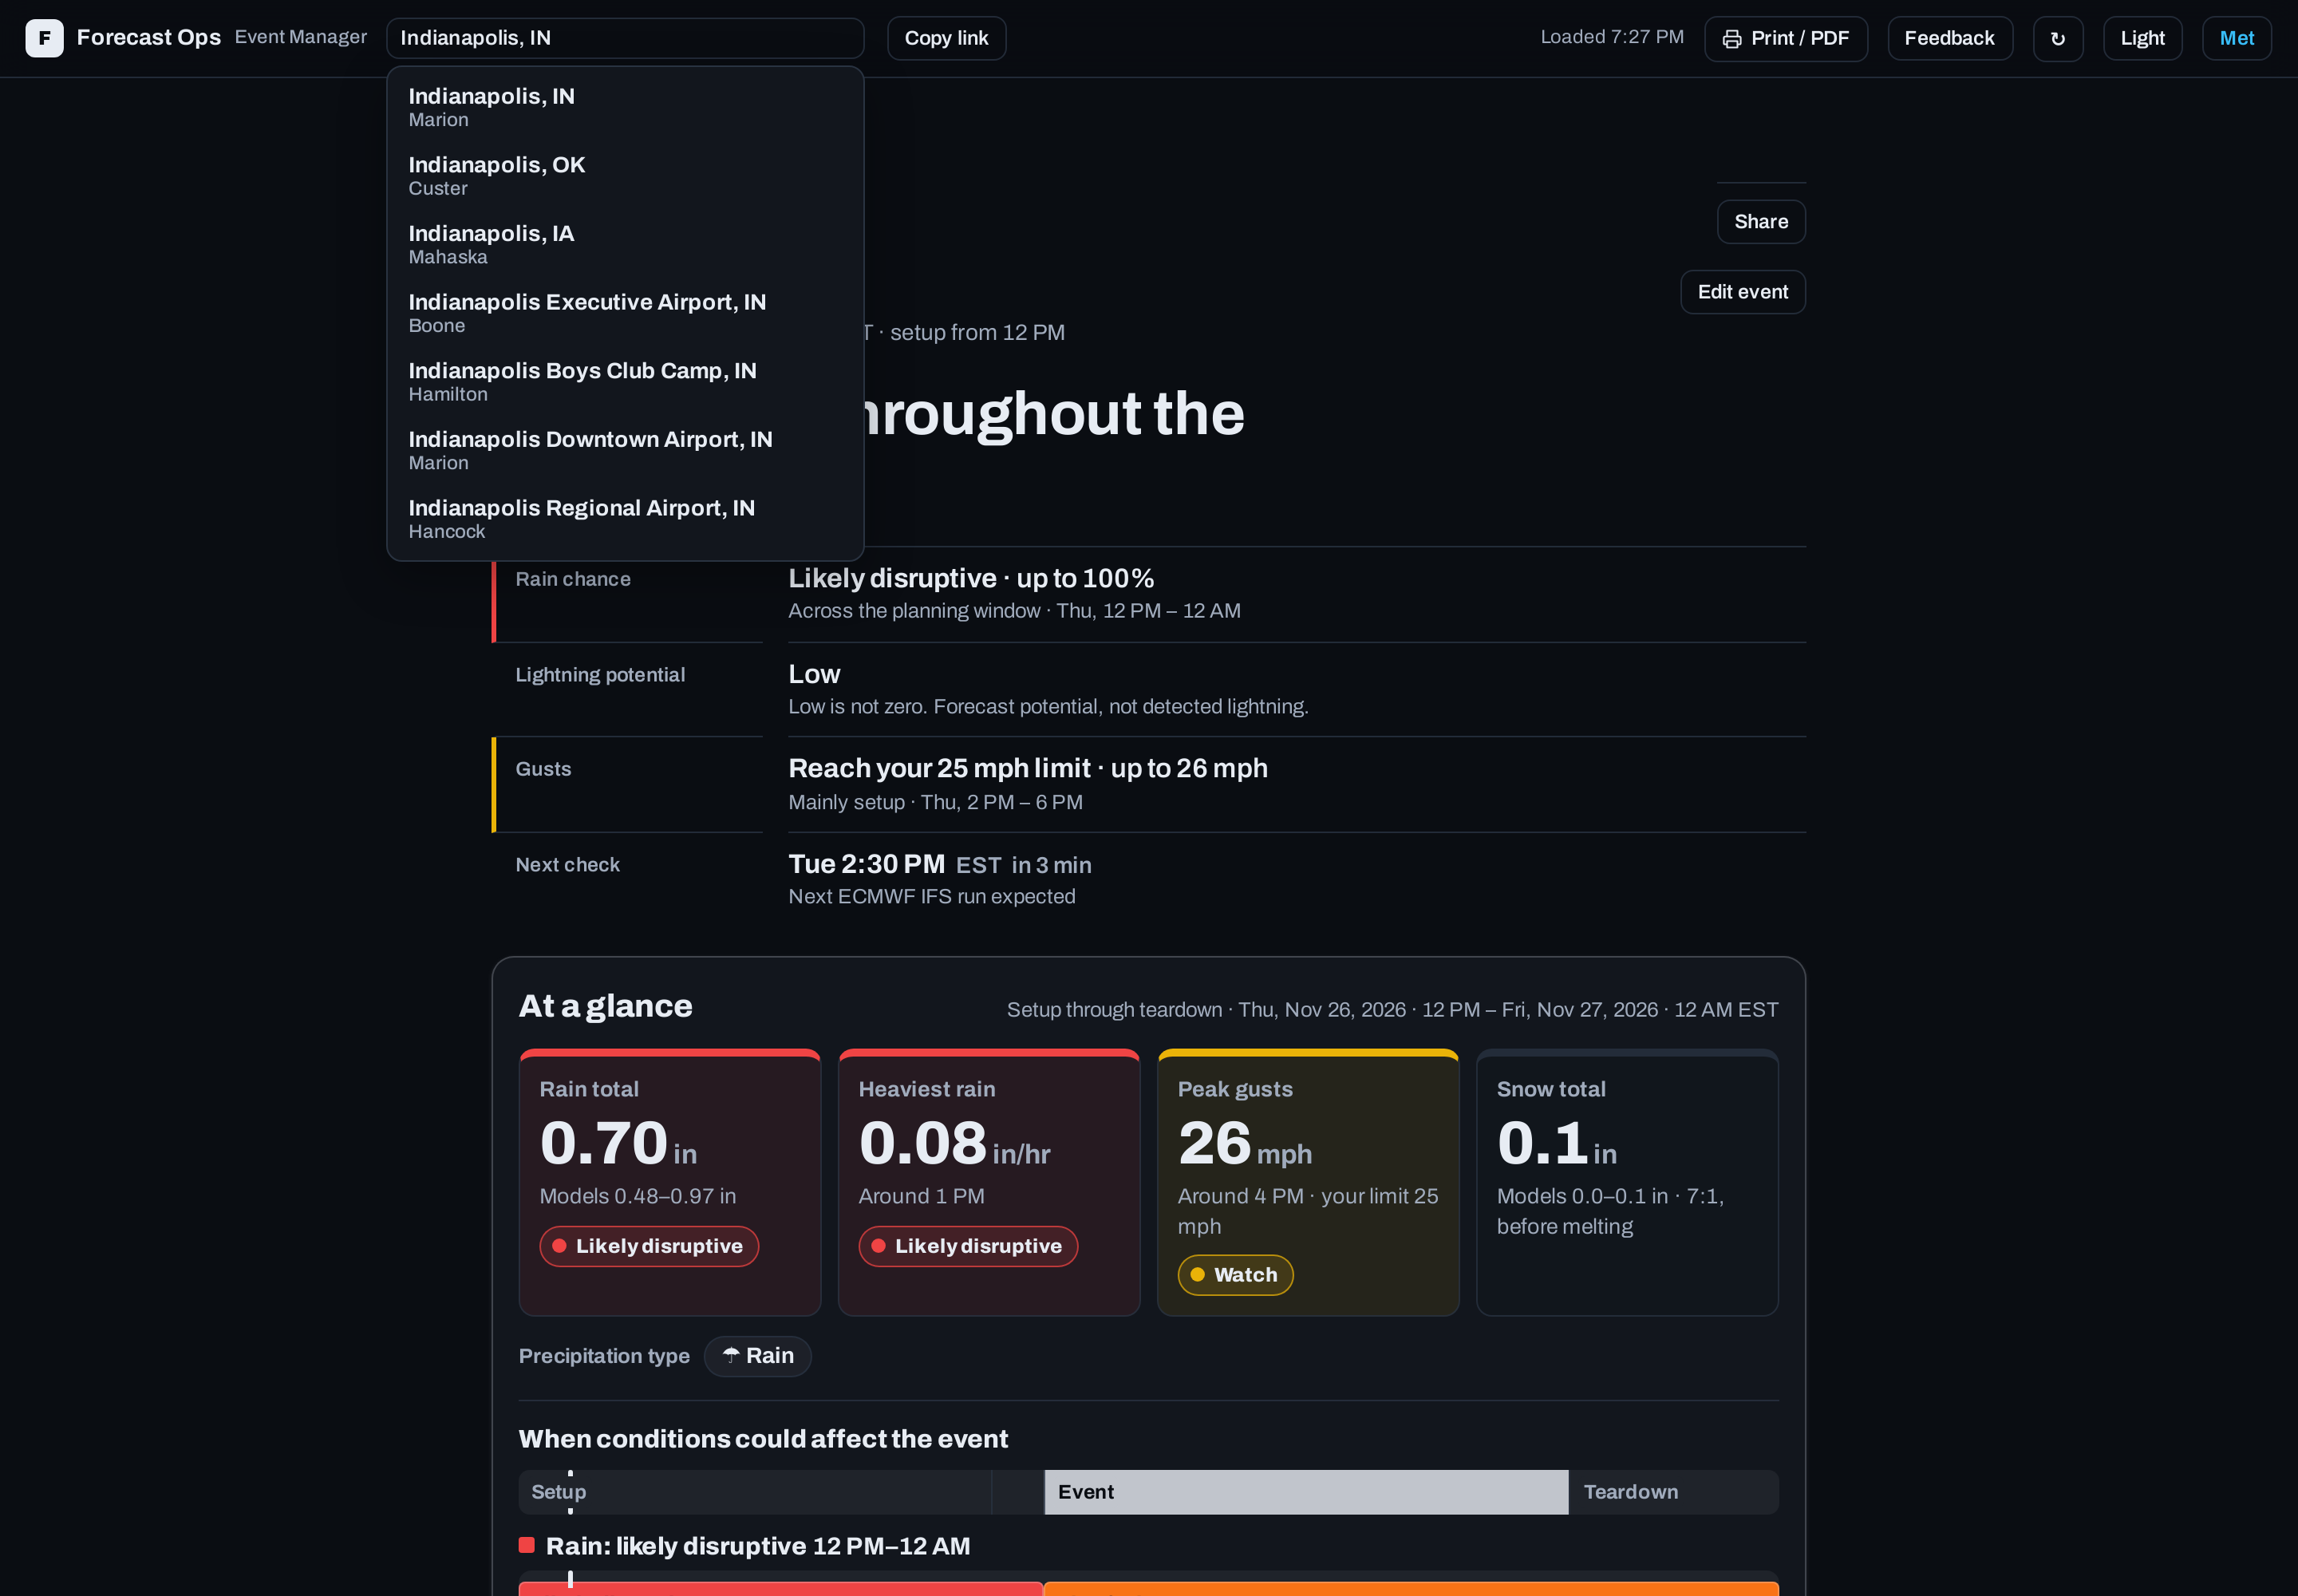 F Forecast Ops Event Manager Indianapolis, IN Copy link Loaded 7:27 PM Print / PDF Feedback ↻ Light Met
Indianapolis, IN
Marion
Indianapolis, OK
Custer
Indianapolis, IA
Mahaska
Indianapolis Executive Airport, IN
Boone
Indianapolis Boys Club Camp, IN
Hamilton
Indianapolis Downtown Airport, IN
Marion
Indianapolis Regional Airport, IN
Hancock
Share
Edit event
· setup from 12 PM
the
Rain chance
Likely disruptive · up to 100%
Across the planning window · Thu, 12 PM – 12 AM
Lightning potential
Low
Low is not zero. Forecast potential, not detected lightning.
Gusts
Reach your 25 mph limit · up to 26 mph
Mainly setup · Thu, 2 PM – 6 PM
Next check
Tue 2:30 PM EST in 3 min
Next ECMWF IFS run expected
At a glance
Setup through teardown · Thu, Nov 26, 2026 · 12 PM – Fri, Nov 27, 2026 · 12 AM EST
Rain total
0.70 in
Models 0.48–0.97 in
Likely disruptive
Heaviest rain
0.08 in/hr
Around 1 PM
Likely disruptive
Peak gusts
26 mph
Around 4 PM · your limit 25
mph
Watch
Snow total
0.1 in
Models 0.0–0.1 in · 7:1,
before melting
Precipitation type ☂ Rain
When conditions could affect the event
Setup Event Teardown
Rain: likely disruptive 12 PM–12 AM